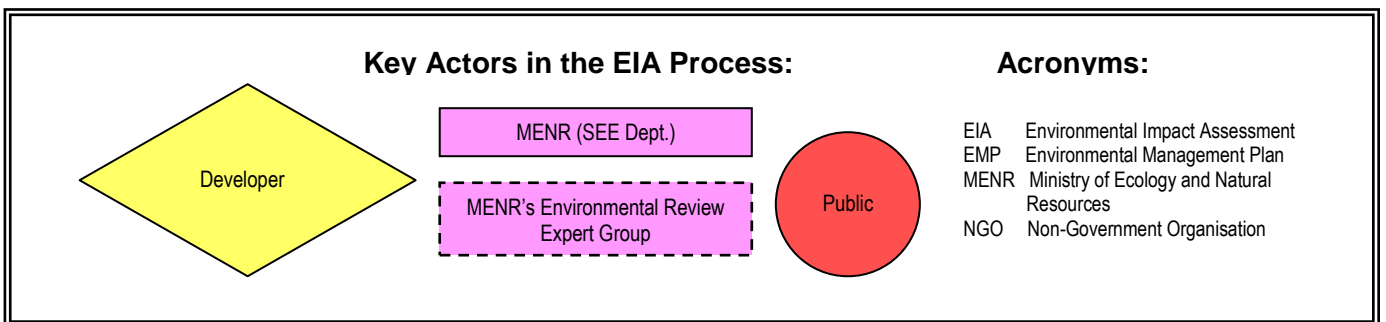 Key Actors in the EIA Process:
Developer
MENR (SEE Dept.)
MENR's Environmental Review
Expert Group
Public
Acronyms:
EIA Environmental Impact Assessment
EMP Environmental Management Plan
MENR Ministry of Ecology and Natural
Resources
NGO Non-Government Organisation